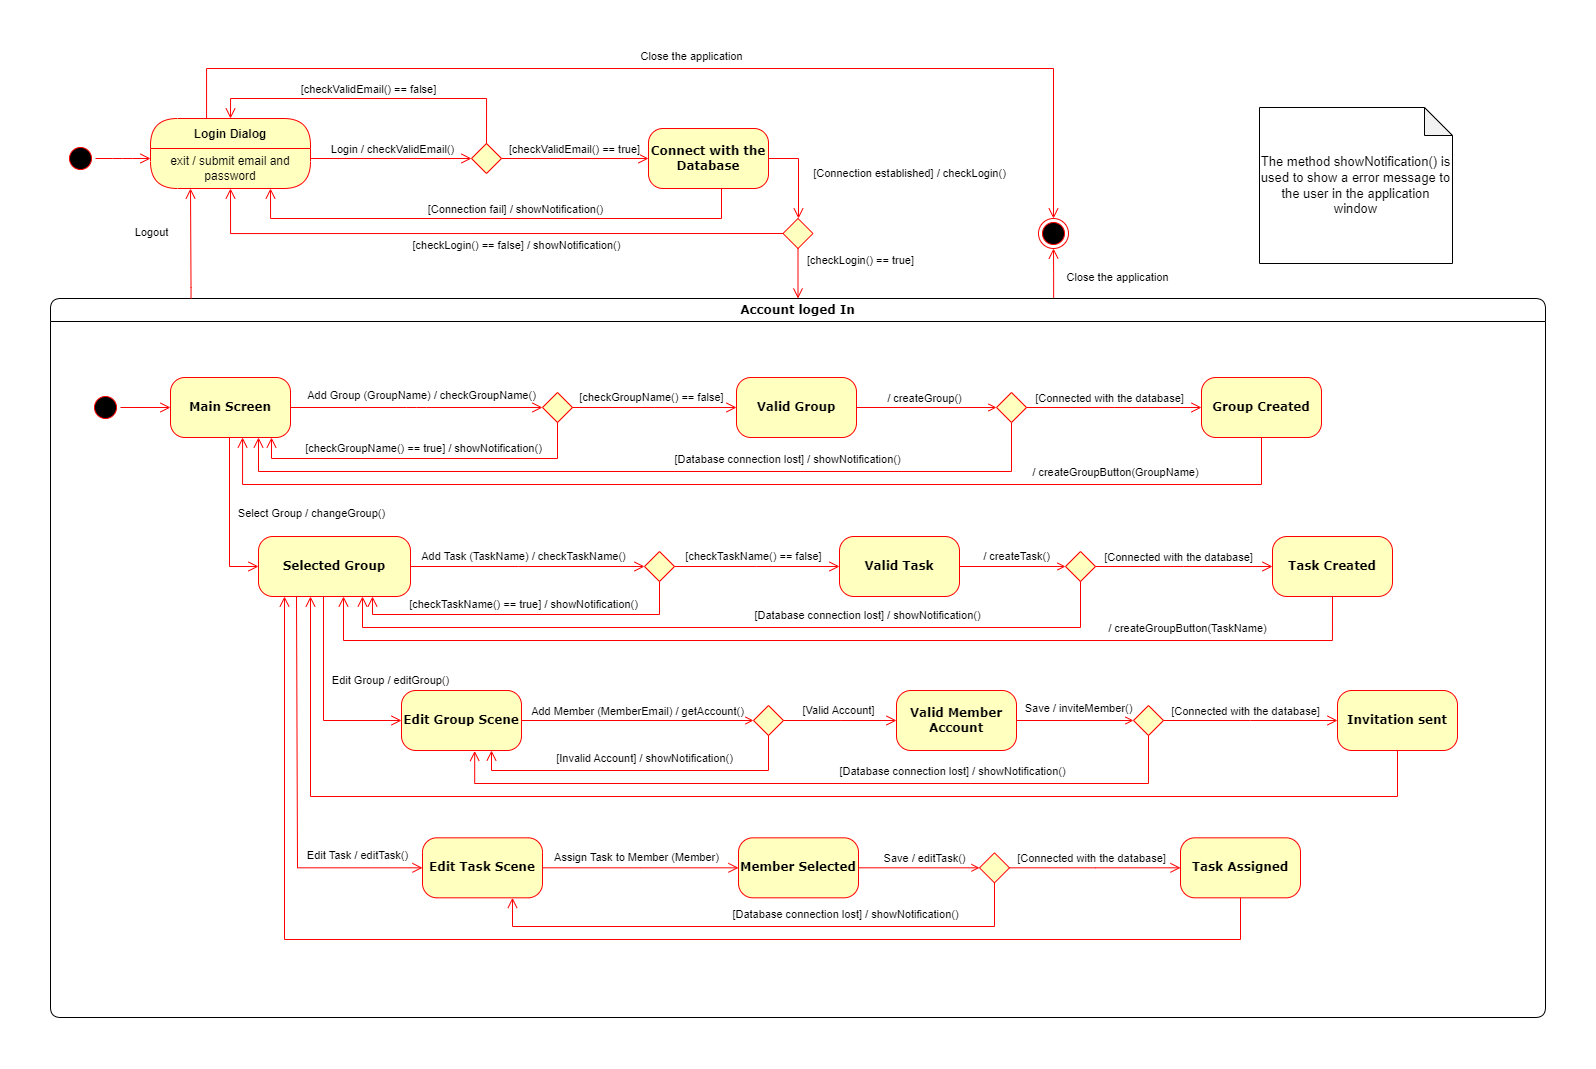 Close the application
[checkValidEmail() == false]
Login Dialog
exit / submit email and
password
Login / checkValidEmail()
[checkValidEmail() == true]
Connect with the
Database
[Connection established] / checkLogin()
[Connection fail] / showNotification()
[checkLogin() == false] / showNotification()
[checkLogin() == true]
Logout
Close the application
The method showNotification() is
used to show a error message to
the user in the application
window
Account loged In
Main Screen
Add Group (GroupName) / checkGroupName()
[checkGroupName() == false]
Valid Group
/ createGroup()
[Connected with the database]
Group Created
[checkGroupName() == true] / showNotification()
[Database connection lost] / showNotification()
/ createGroupButton(GroupName)
Select Group / changeGroup()
Selected Group
Add Task (TaskName) / checkTaskName()
[checkTaskName() == false]
Valid Task
/ createTask()
[Connected with the database]
Task Created
[checkTaskName() == true] / showNotification()
[Database connection lost] / showNotification()
/ createGroupButton(TaskName)
Edit Group / editGroup()
Edit Group Scene
Add Member (MemberEmail) / getAccount()
[Valid Account]
Valid Member
Account
Save / inviteMember()
[Connected with the database]
Invitation sent
[Invalid Account] / showNotification()
[Database connection lost] / showNotification()
Edit Task / editTask()
Edit Task Scene
Assign Task to Member (Member)
Member Selected
Save / editTask()
[Connected with the database]
Task Assigned
[Database connection lost] / showNotification()